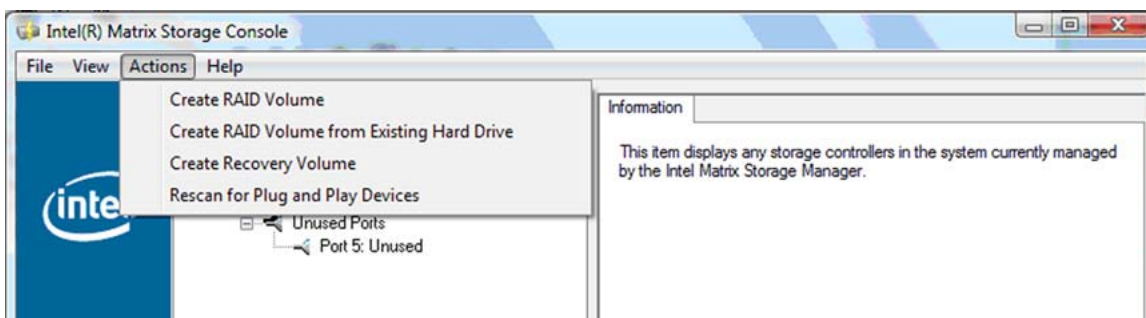 Intel(R) Matrix Storage Console
File View Actions Help
Create RAID Volume
Create RAID Volume from Existing Hard Drive
Create Recovery Volume
Rescan for Plug and Play Devices
Unused Ports
Port 5: Unused
Information
This item displays any storage controllers in the system currently managed
by the Intel Matrix Storage Manager.
inte